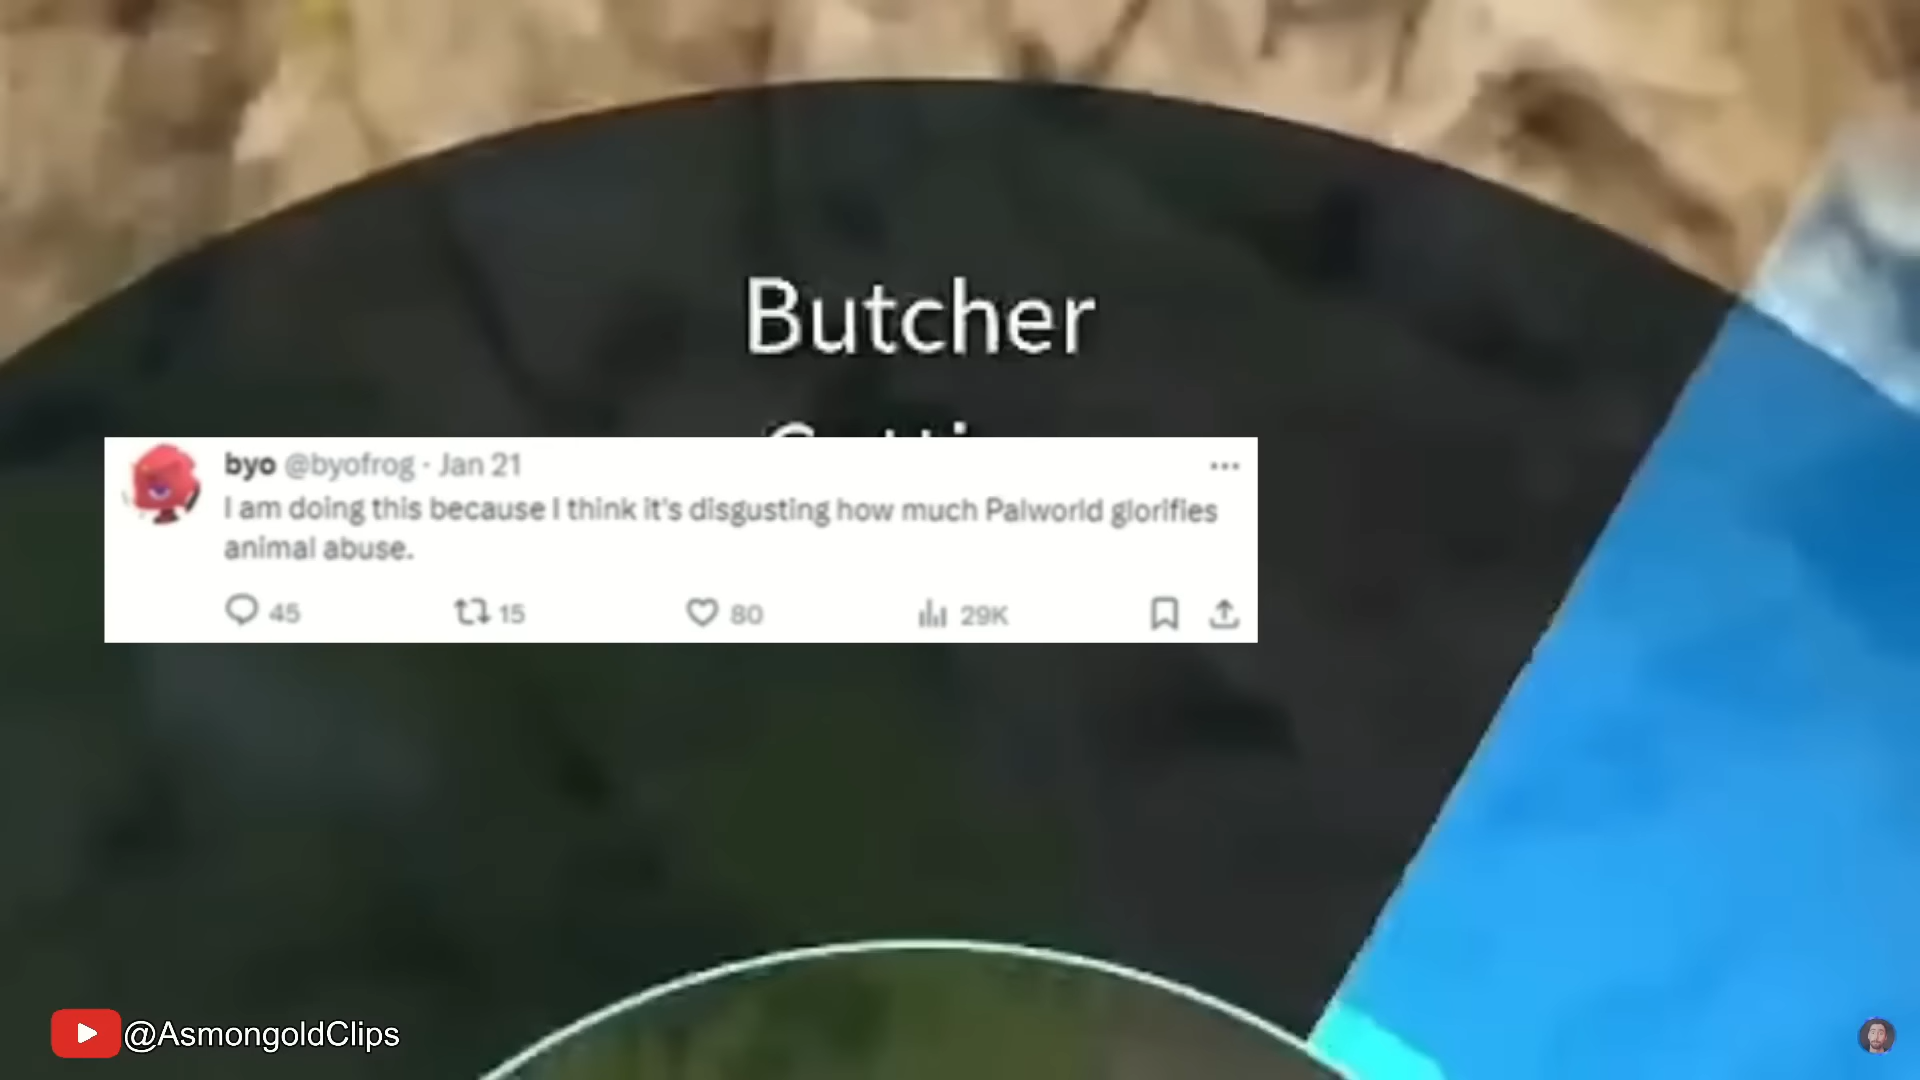 Butcher
byo @byofrog · Jan 21
I am doing this because I think it's disgusting how much Palworld glorifies
animal abuse.
45 15 80 29K
@AsmongoldClips